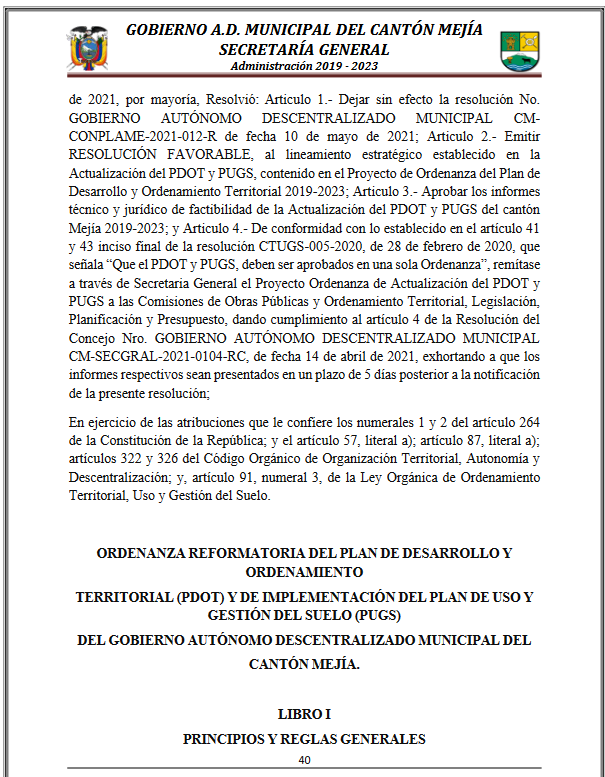 GOBIERNO A.D. MUNICIPAL DEL CANTÓN MEJÍA
SECRETARÍA GENERAL
Administración 2019 - 2023
de 2021, por mayoría, Resolvió: Articulo 1.- Dejar sin efecto la resolución No.
GOBIERNO AUTÓNOMO DESCENTRALIZADO MUNICIPAL CM-
CONPLAME-2021-012-R de fecha 10 de mayo de 2021; Articulo 2.- Emitir
RESOLUCIÓN FAVORABLE, al lineamiento estratégico establecido en la
Actualización del PDOT y PUGS, contenido en el Proyecto de Ordenanza del Plan de
Desarrollo y Ordenamiento Territorial 2019-2023; Articulo 3.- Aprobar los informes
técnico y jurídico de factibilidad de la Actualización del PDOT y PUGS del cantón
Mejía 2019-2023; y Articulo 4.- De conformidad con lo establecido en el artículo 41
y 43 inciso final de la resolución CTUGS-005-2020, de 28 de febrero de 2020, que
señala “Que el PDOT y PUGS, deben ser aprobados en una sola Ordenanza”, remítase
a través de Secretaria General el Proyecto Ordenanza de Actualización del PDOT y
PUGS a las Comisiones de Obras Públicas y Ordenamiento Territorial, Legislación,
Planificación y Presupuesto, dando cumplimiento al artículo 4 de la Resolución del
Concejo Nro. GOBIERNO AUTÓNOMO DESCENTRALIZADO MUNICIPAL
CM-SECGRAL-2021-0104-RC, de fecha 14 de abril de 2021, exhortando a que los
informes respectivos sean presentados en un plazo de 5 días posterior a la notificación
de la presente resolución;
En ejercicio de las atribuciones que le confiere los numerales 1 y 2 del artículo 264
de la Constitución de la República; y el artículo 57, literal a); artículo 87, literal a);
artículos 322 y 326 del Código Orgánico de Organización Territorial, Autonomía y
Descentralización; y, artículo 91, numeral 3, de la Ley Orgánica de Ordenamiento
Territorial, Uso y Gestión del Suelo.
ORDENANZA REFORMATORIA DEL PLAN DE DESARROLLO Y
ORDENAMIENTO
TERRITORIAL (PDOT) Y DE IMPLEMENTACIÓN DEL PLAN DE USO Y
GESTIÓN DEL SUELO (PUGS)
DEL GOBIERNO AUTÓNOMO DESCENTRALIZADO MUNICIPAL DEL
CANTÓN MEJÍA.
LIBRO I
PRINCIPIOS Y REGLAS GENERALES
40